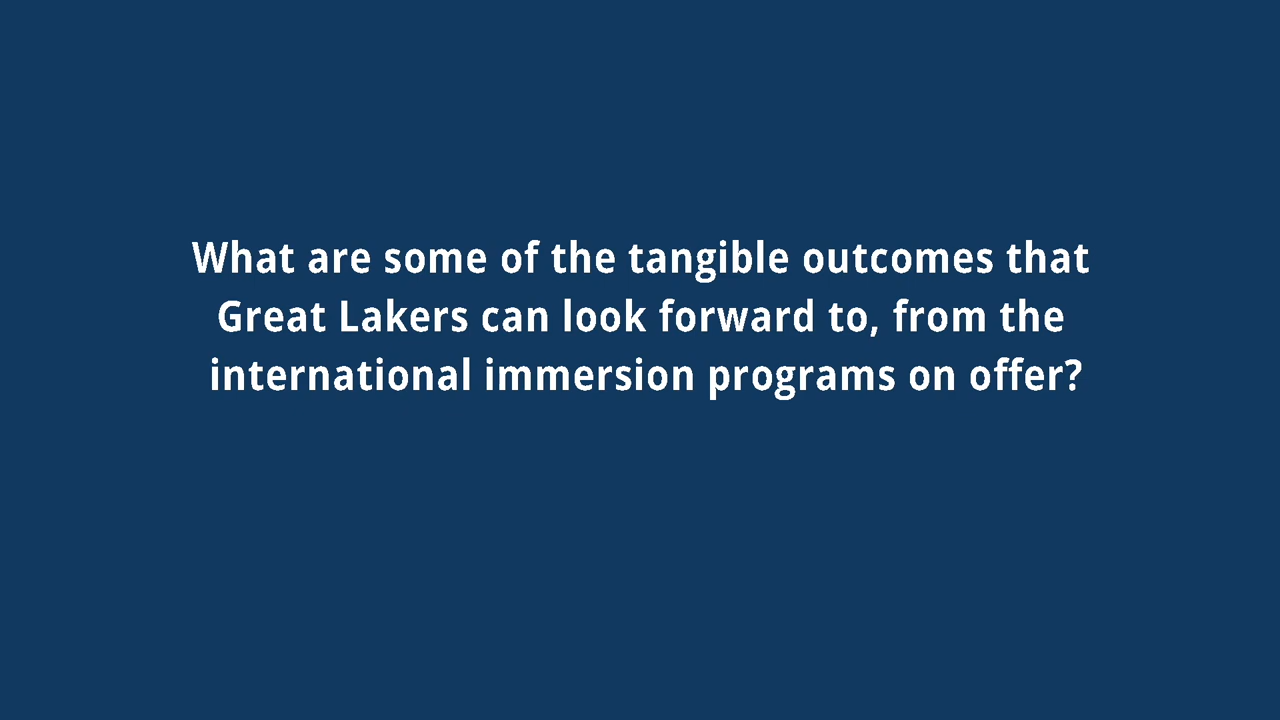 What are some of the tangible outcomes that
Great Lakers can look forward to, from the
international immersion programs on offer?